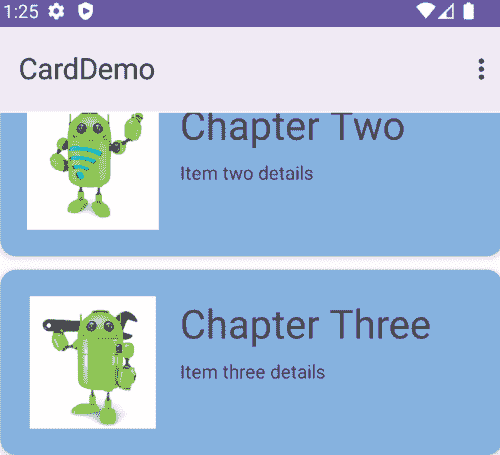 1:25
CardDemo
Chapter Two
Item two details
Chapter Three
Item three details